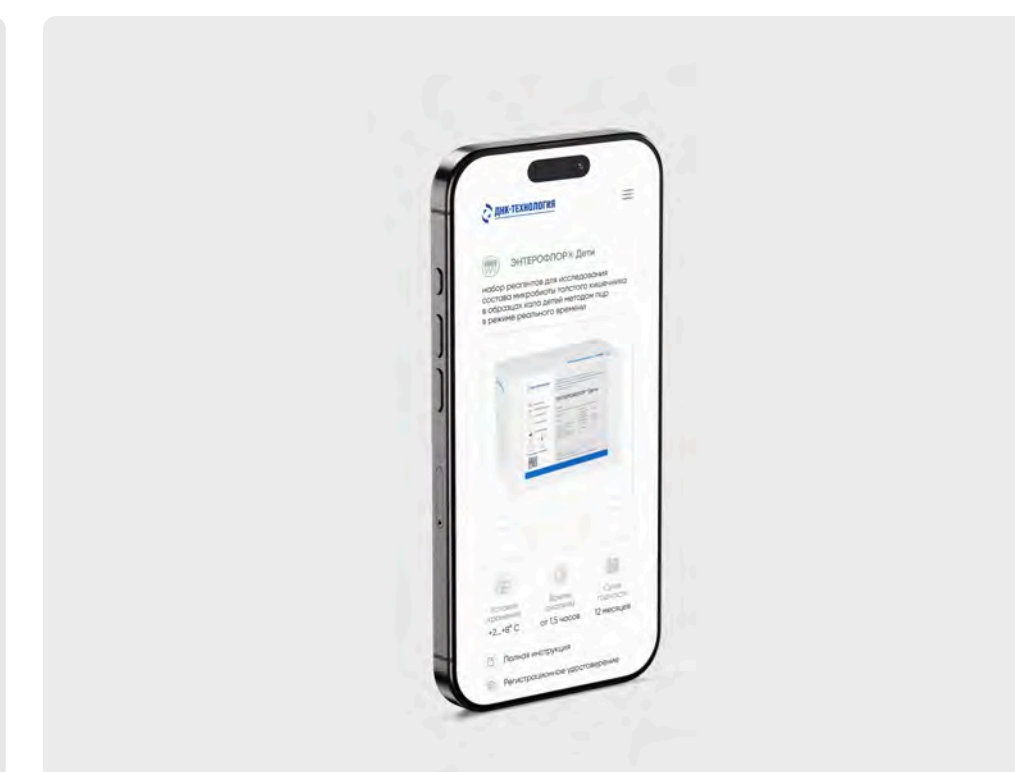 ДНК-ТЕХНОЛОГИЯ
ЭНТЕРОФЛОР® Дети
набор реагентов для исследования
состава микробиоты толстого кишечника
в образцах кала детей методом пцр
в режиме реального времени
ЭНТЕРОФЛОР® Дети
Условия
хранения
+2...+8° C
Время
анализа
от 1.5 часов
Срок
годности
12 месяцев
Полная инструкция
Регистрационное удостоверение